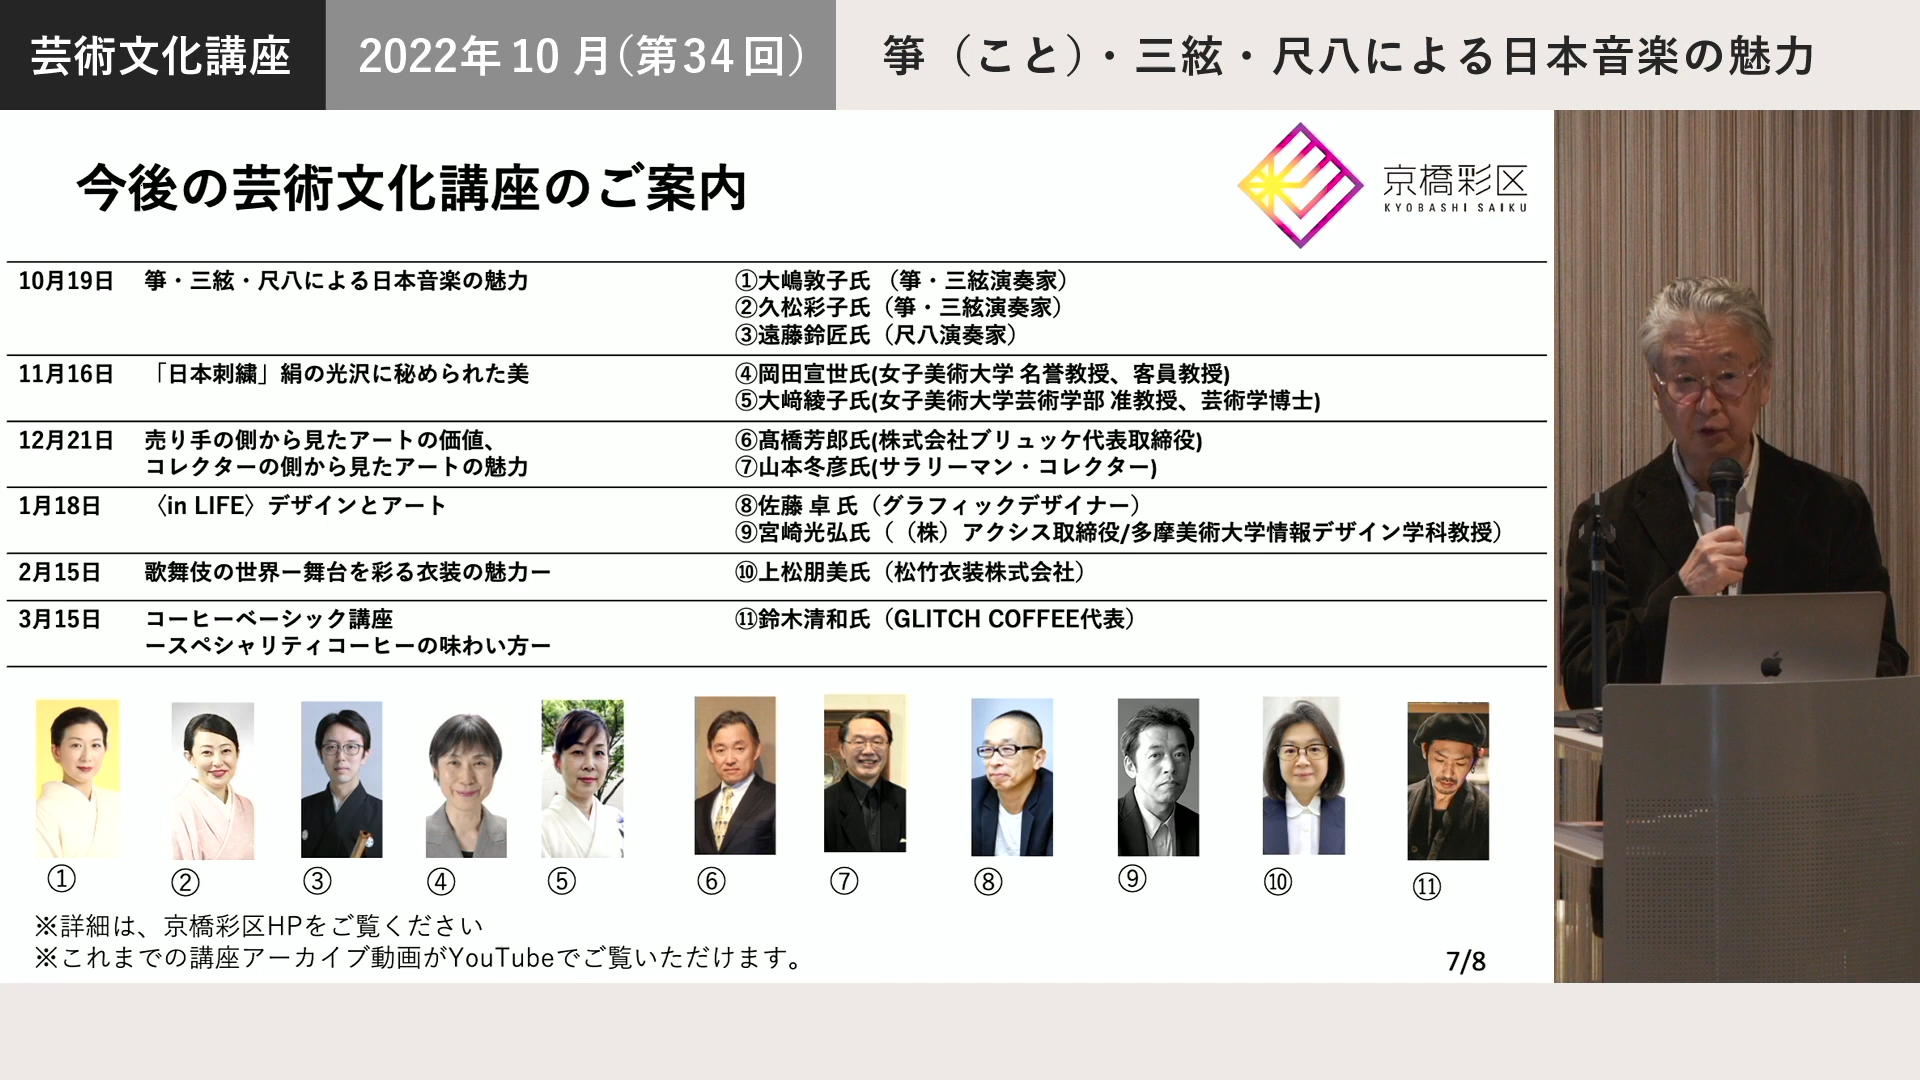 芸術文化講座
2022年10月(第34回)
箏（こと）・三絃・尺八による日本音楽の魅力
今後の芸術文化講座のご案内
京橋彩区
KYOBASHI SAIKU
10月19日 箏・三絃・尺八による日本音楽の魅力 ①大嶋敦子氏（箏・三絃演奏家）
②久松彩子氏（箏・三絃演奏家）
③遠藤鈴匠氏（尺八演奏家）
11月16日 「日本刺繍」絹の光沢に秘められた美 ④岡田宣世氏(女子美術大学 名誉教授、客員教授)
⑤大﨑綾子氏(女子美術大学芸術学部 准教授、芸術学博士)
12月21日 売り手の側から見たアートの価値、 ⑥髙橋芳郎氏(株式会社ブリュッケ代表取締役)
コレクターの側から見たアートの魅力 ⑦山本冬彦氏(サラリーマン・コレクター)
1月18日 〈in LIFE〉デザインとアート ⑧佐藤 卓 氏（グラフィックデザイナー）
⑨宮崎光弘氏（（株）アクシス取締役/多摩美術大学情報デザイン学科教授）
2月15日 歌舞伎の世界ー舞台を彩る衣装の魅力ー ⑩上松朋美氏（松竹衣装株式会社）
3月15日 コーヒーベーシック講座 ⑪鈴木清和氏（GLITCH COFFEE代表）
ースペシャリティコーヒーの味わい方ー
① ② ③ ④ ⑤ ⑥ ⑦ ⑧ ⑨ ⑩ ⑪
※詳細は、京橋彩区HPをご覧ください
※これまでの講座アーカイブ動画がYouTubeでご覧いただけます。
7/8